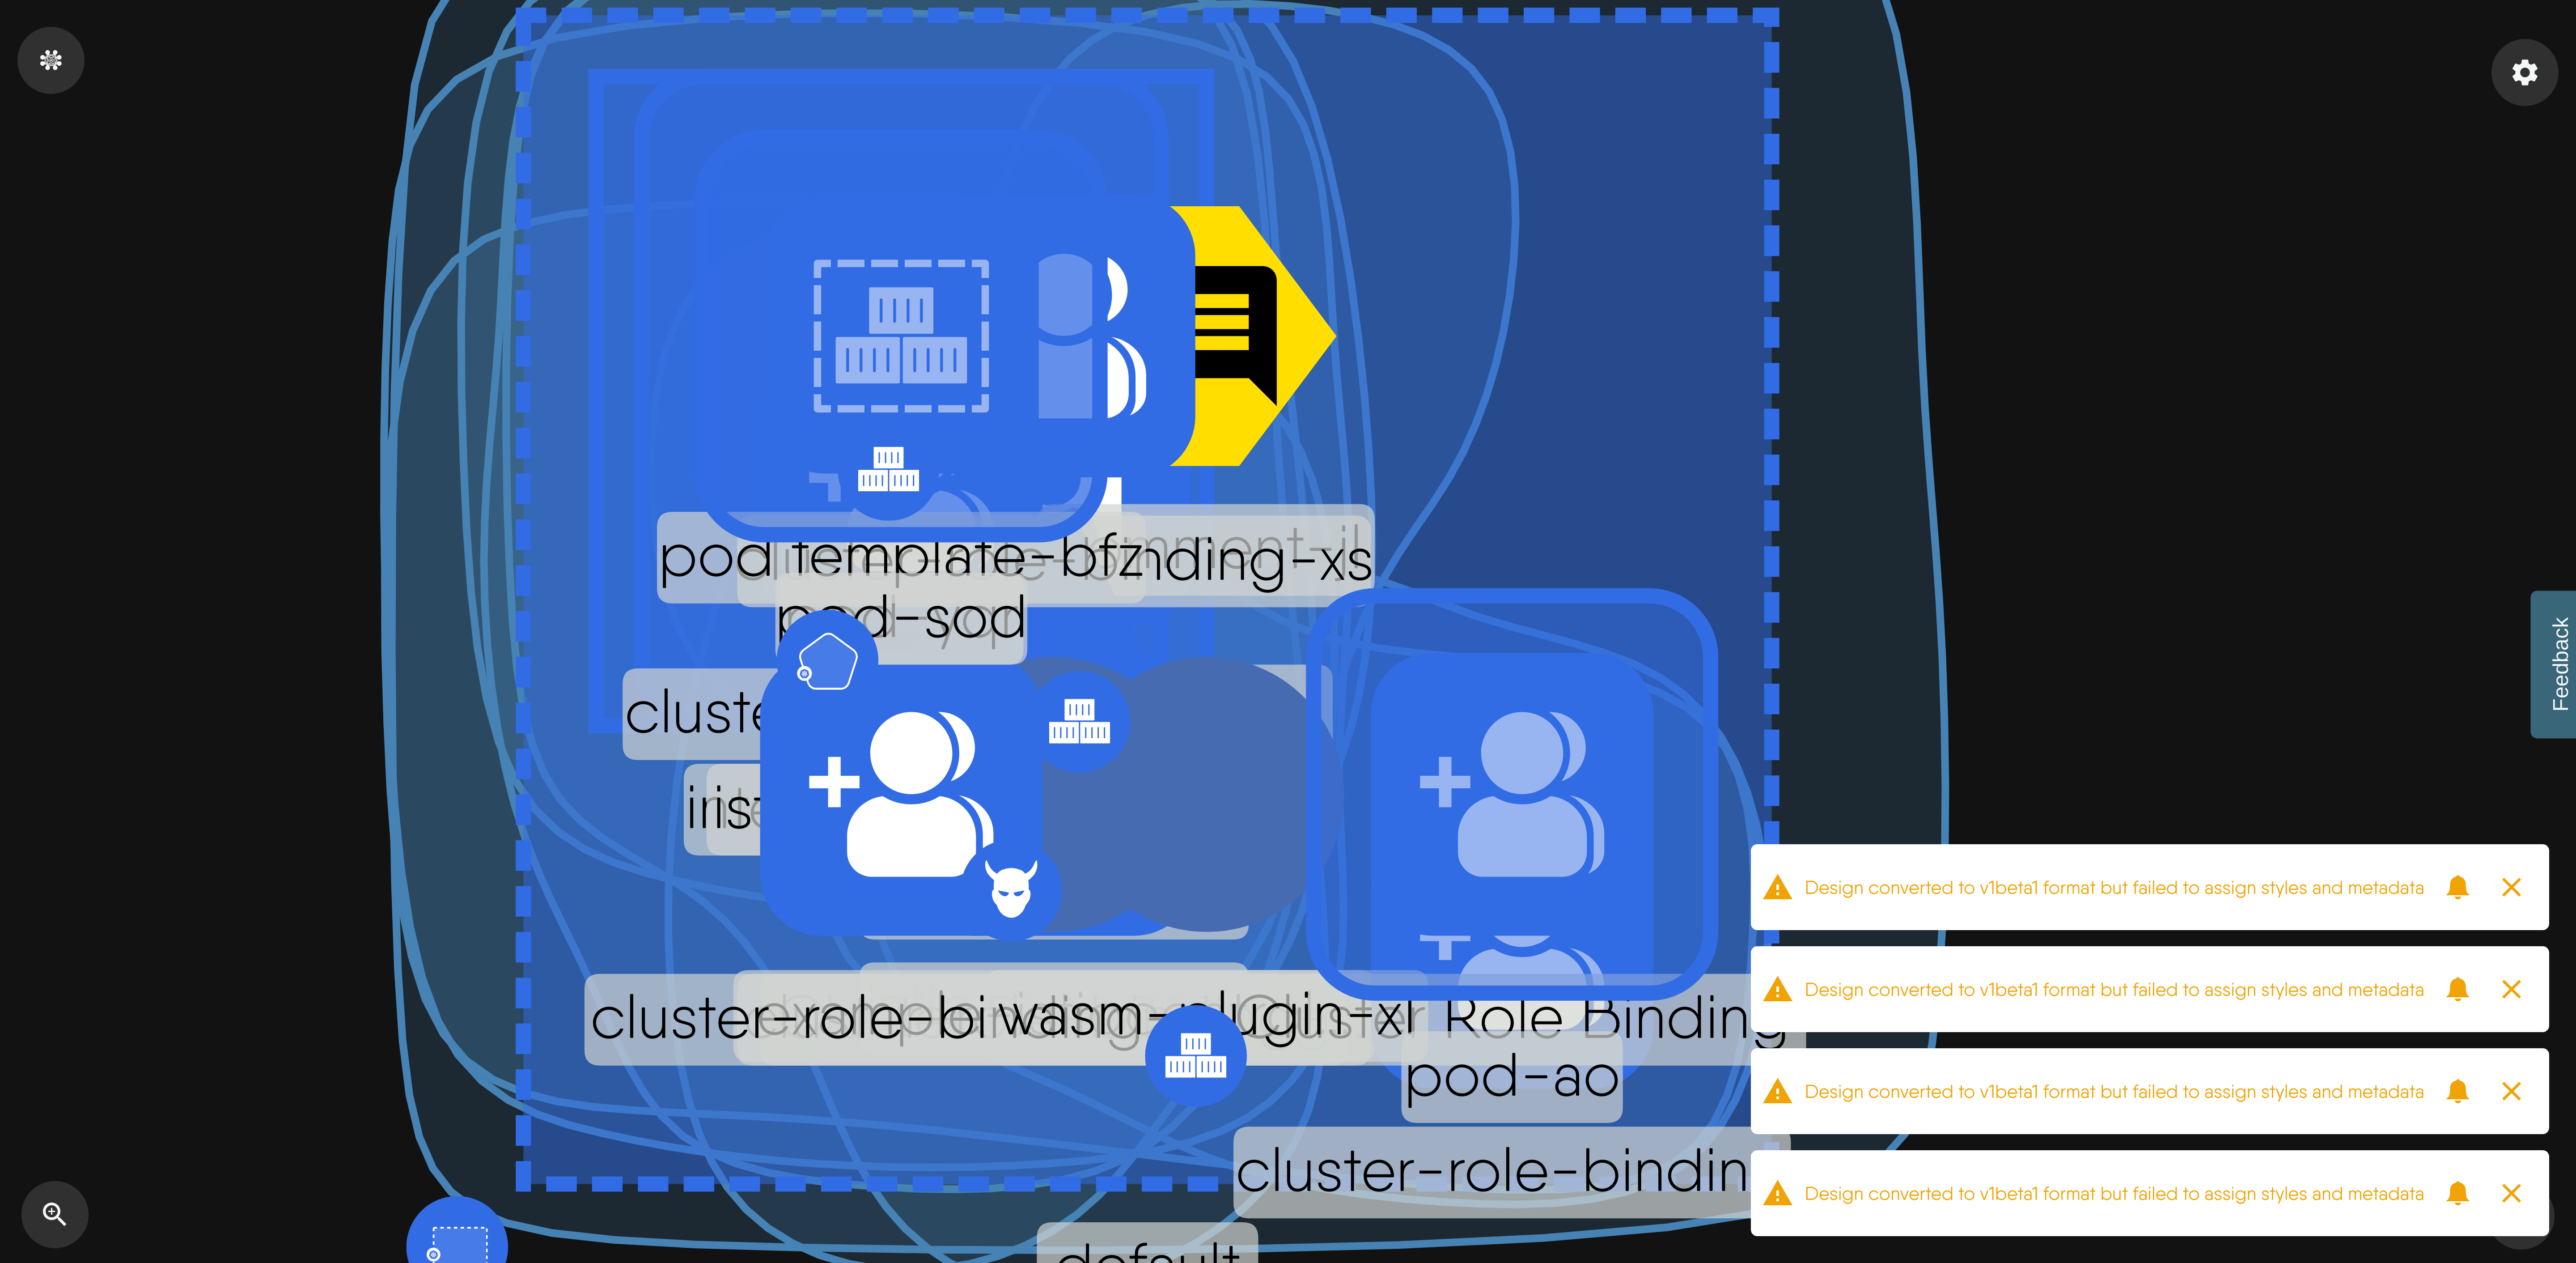 pod template-bfz
nding-xs
pod-sod
cluste
iris
cluster-role-bi
wasm-plugin-xr
Role Binding
pod-ao
cluster-role-bindin
default
Feedback
Design converted to v1beta1 format but failed to assign styles and metadata
Design converted to v1beta1 format but failed to assign styles and metadata
Design converted to v1beta1 format but failed to assign styles and metadata
Design converted to v1beta1 format but failed to assign styles and metadata